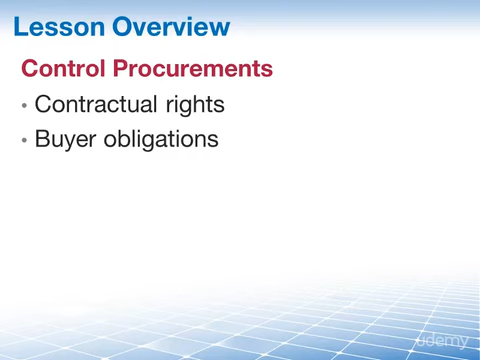 Lesson Overview
Control Procurements
• Contractual rights
• Buyer obligations
udemy